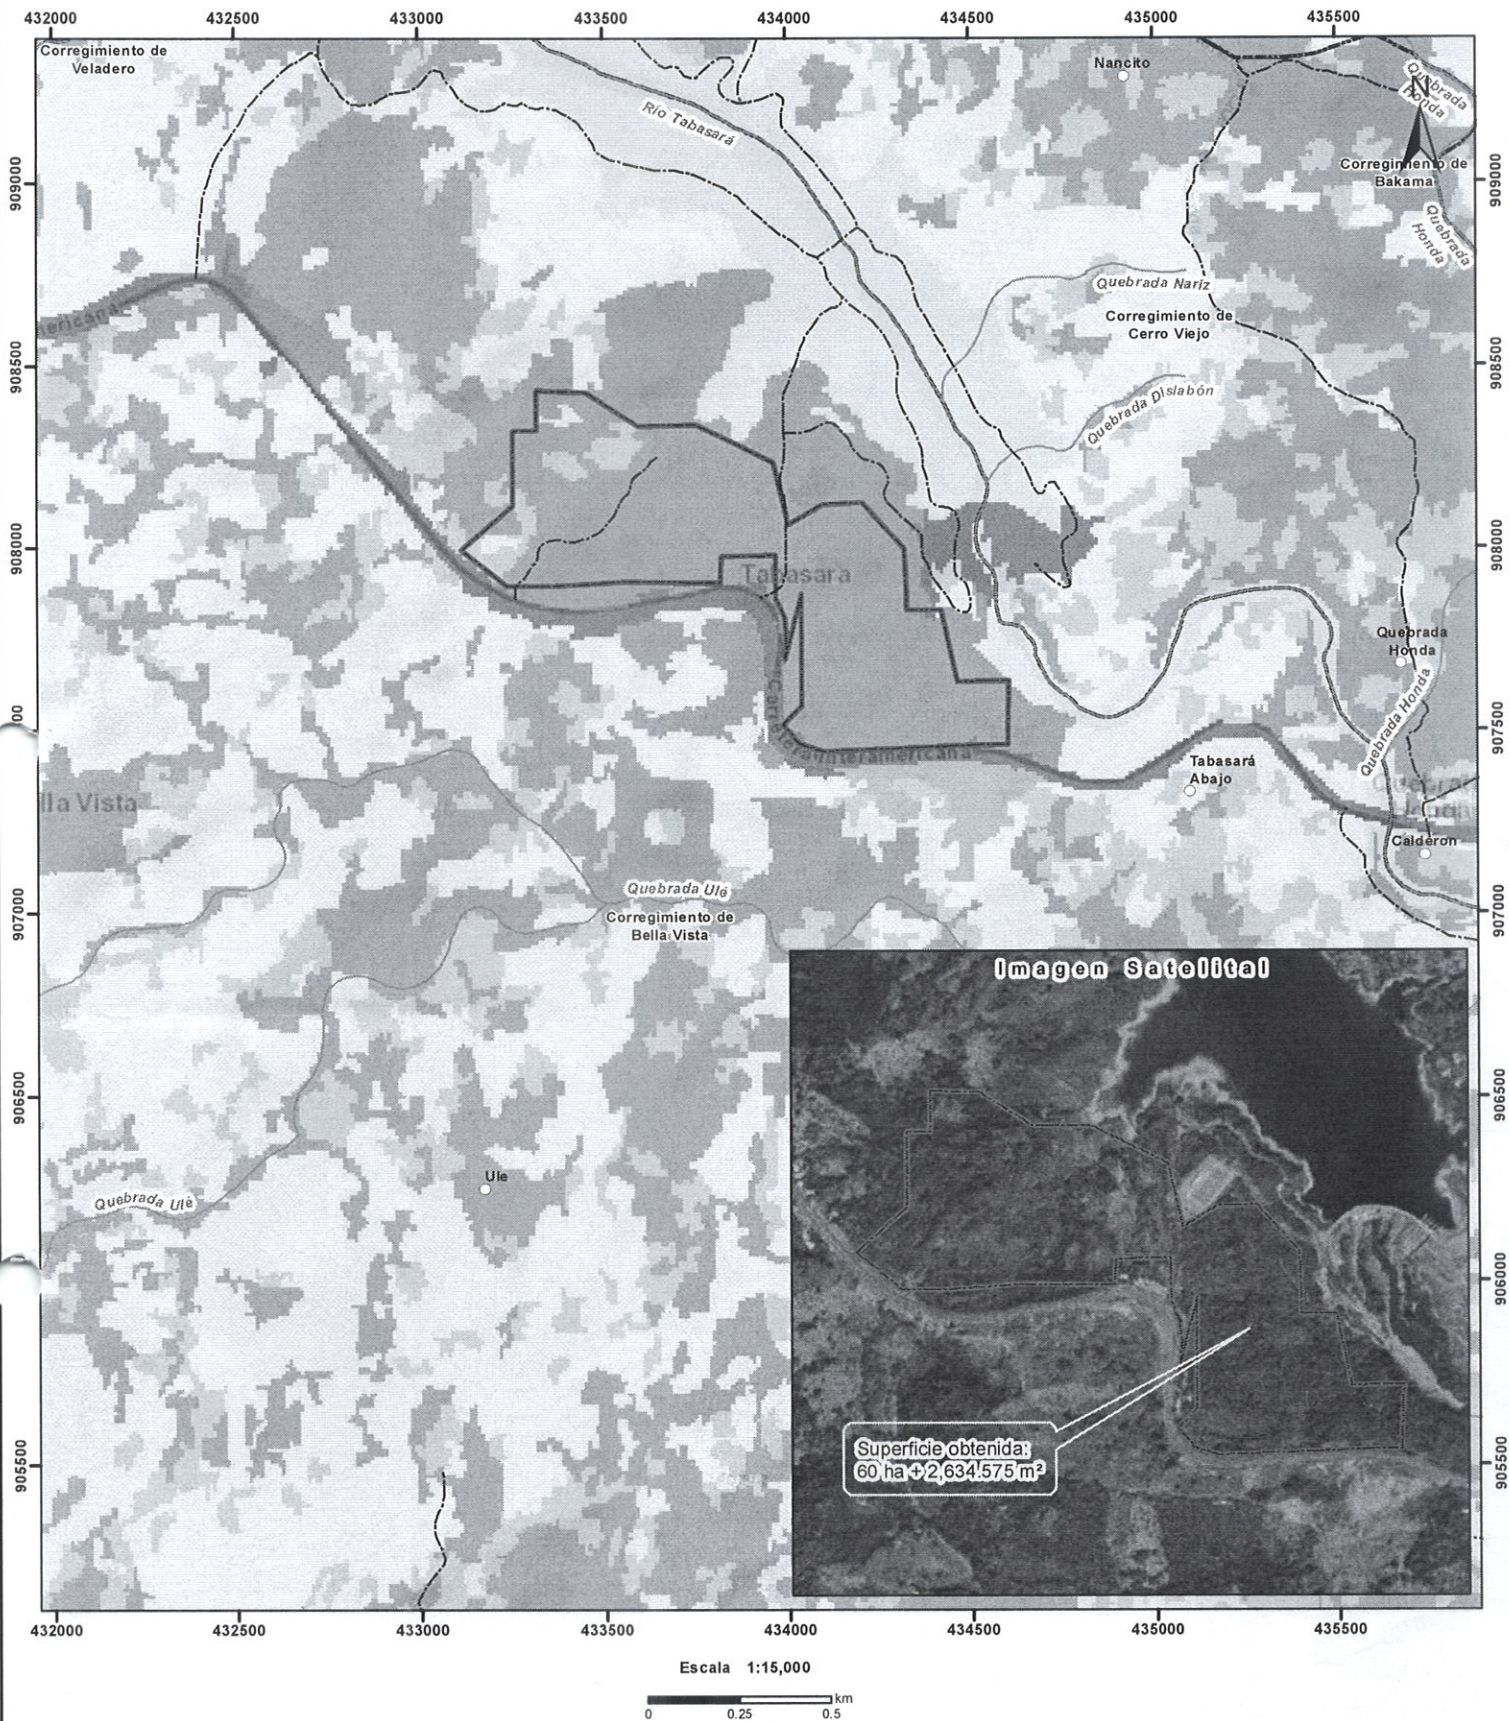 432000 432500 433000 433500 434000 434500 435000 435500
Corregimiento de
Veladero
Nancito
Quebrada
Honda
N
Río Tabasará
909000
909000
Corregimiento de
Bakama
Quebrada
Honda
Quebrada Nariz
Corregimiento de
Cerro Viejo
908500
908500
Quebrada Dislabón
908000
908000
Tabasara
Quebrada
Honda
Quebrada Honda
907500
Carretera Interamericana
Tabasará
Abajo
lla Vista
Calderon
Quebrada Ulé
907000
907000
Corregimiento de
Bella Vista
Imagen Satelital
906500
906500
Ule
Quebrada Ulé
906000
906000
Superficie obtenida:
60 ha + 2,634.575 m²
905500
905500
432000 432500 433000 433500 434000 434500 435000 435500
Escala 1:15,000
km
0 0.25 0.5